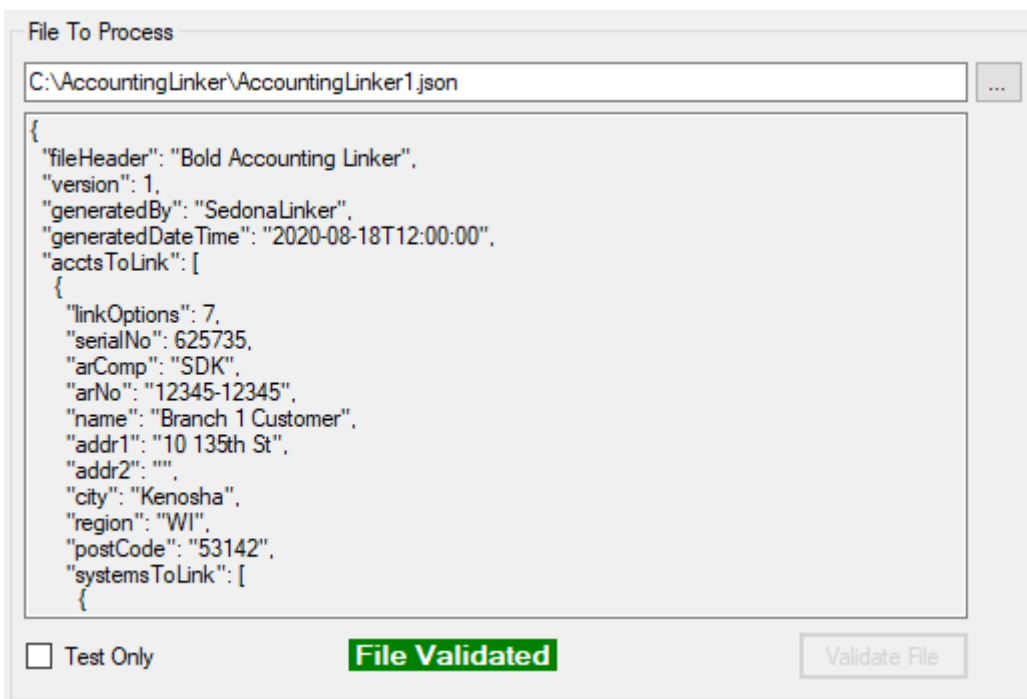 File To Process
C:\AccountingLinker\AccountingLinker1.json
...
{
"fileHeader": "Bold Accounting Linker",
"version": 1,
"generatedBy": "SedonaLinker",
"generatedDateTime": "2020-08-18T12:00:00",
"acctsToLink": [
{
"linkOptions": 7,
"serialNo": 625735,
"arComp": "SDK",
"arNo": "12345-12345",
"name": "Branch 1 Customer",
"addr1": "10 135th St",
"addr2": "",
"city": "Kenosha",
"region": "WI",
"postCode": "53142",
"systemsToLink": [
{
Test Only
File Validated
Validate File